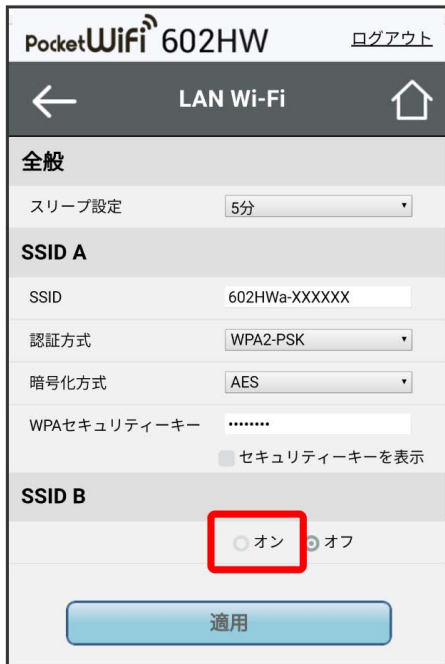 PocketWiFi 602HW ログアウト
LAN Wi-Fi
全般
スリープ設定 5分
SSID A
SSID 602HWa-XXXXXX
認証方式 WPA2-PSK
暗号化方式 AES
WPAセキュリティーキー ••••••••
セキュリティーキーを表示
SSID B
オン オフ
適用